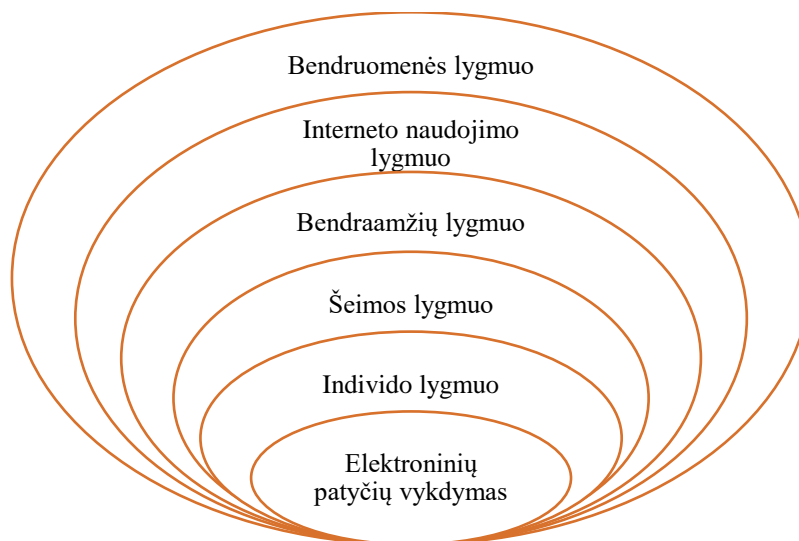 Bendruomenės lygmuo
Interneto naudojimo
lygmuo
Bendraamžių lygmuo
Šeimos lygmuo
Individo lygmuo
Elektroninių
patyčių vykdymas